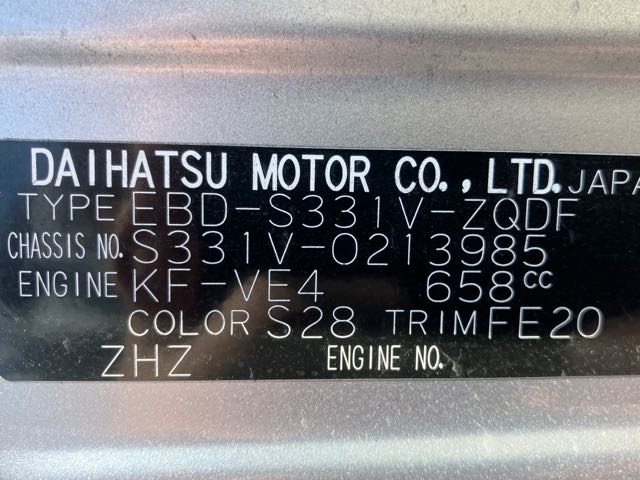 DAIHATSU MOTOR CO., LTD. JAPA
TYPE EBD-S331V-ZQDF
CHASSIS NO. S331V-0213985
ENGINE KF-VE4 658cc
COLOR S28 TRIM FE20
ZHZ ENGINE NO.